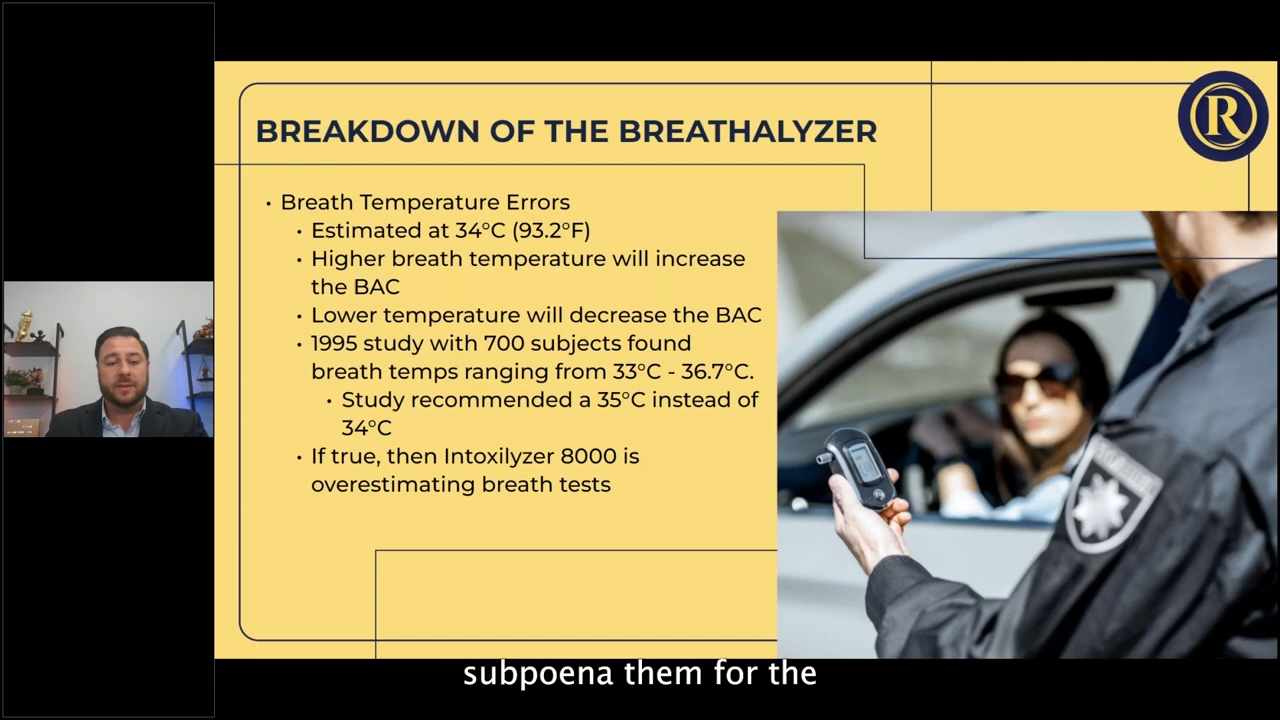 BREAKDOWN OF THE BREATHALYZER
R
• Breath Temperature Errors
• Estimated at 34°C (93.2°F)
• Higher breath temperature will increase
the BAC
• Lower temperature will decrease the BAC
• 1995 study with 700 subjects found
breath temps ranging from 33°C - 36.7°C.
• Study recommended a 35°C instead of
34°C
• If true, then Intoxilyzer 8000 is
overestimating breath tests
subpoena them for the